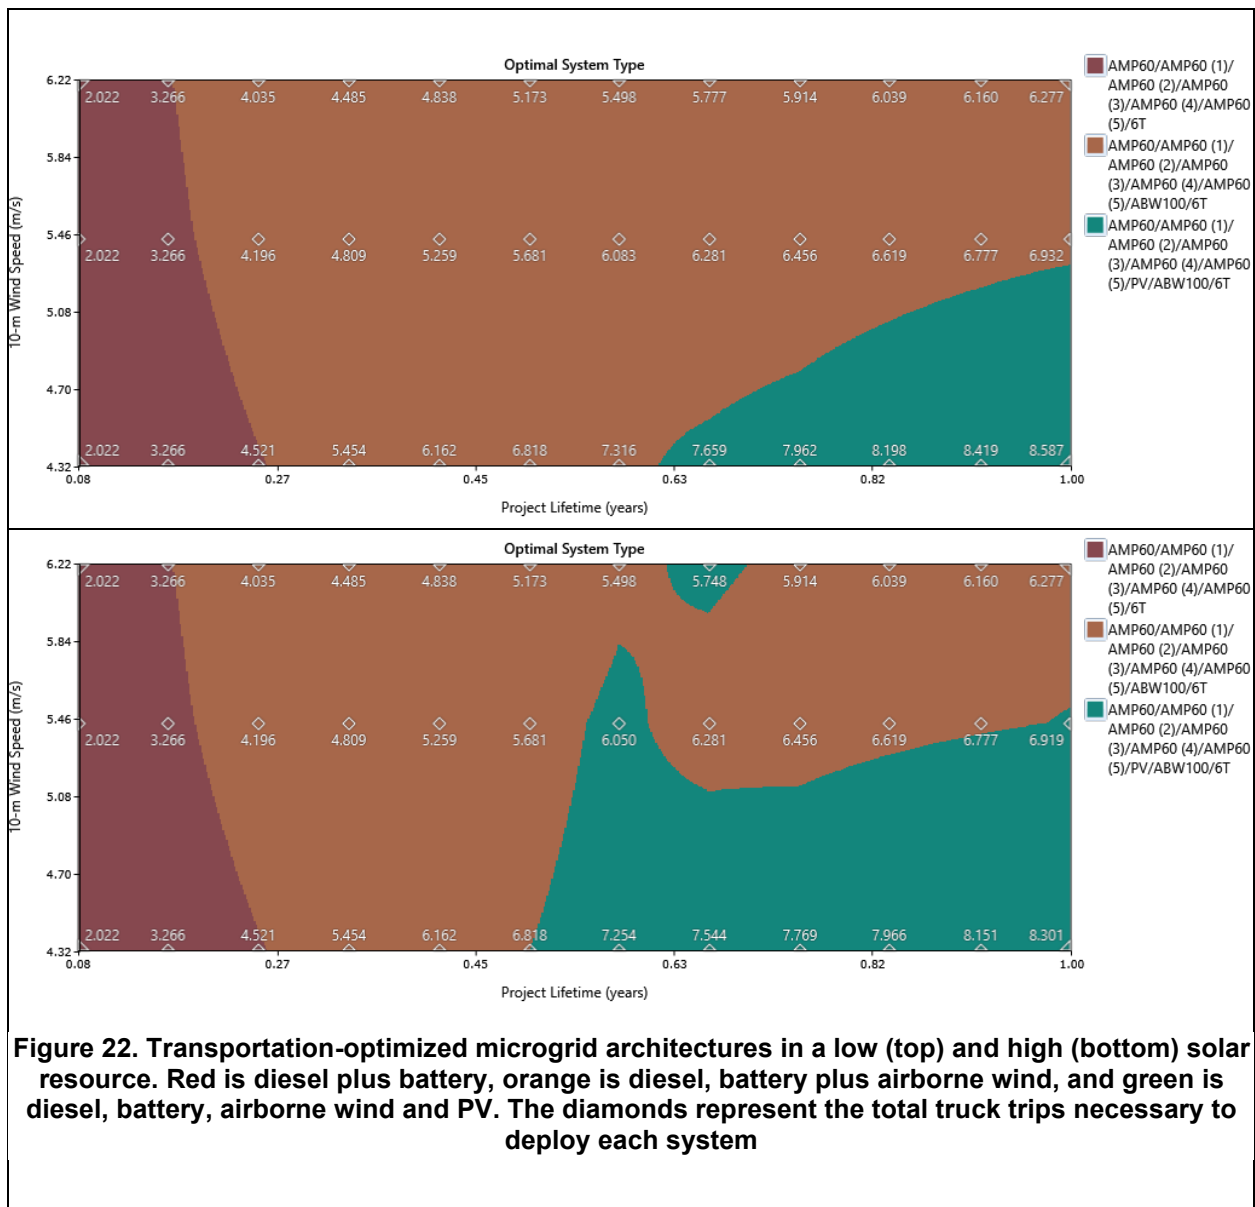 Optimal System Type
6.22
5.84
5.46
5.08
4.70
4.32
10-m Wind Speed (m/s)
2.022 3.266 4.035 4.485 4.838 5.173 5.498 5.777 5.914 6.039 6.160 6.277
2.022 3.266 4.196 4.809 5.259 5.681 6.083 6.281 6.456 6.619 6.777 6.932
2.022 3.266 4.521 5.454 6.162 6.818 7.316 7.659 7.962 8.198 8.419 8.587
0.08 0.27 0.45 0.63 0.82 1.00
Project Lifetime (years)
AMP60/AMP60 (1)/
AMP60 (2)/AMP60
(3)/AMP60 (4)/AMP60
(5)/6T
AMP60/AMP60 (1)/
AMP60 (2)/AMP60
(3)/AMP60 (4)/AMP60
(5)/ABW100/6T
AMP60/AMP60 (1)/
AMP60 (2)/AMP60
(3)/AMP60 (4)/AMP60
(5)/PV/ABW100/6T
Optimal System Type
6.22
5.84
5.46
5.08
4.70
4.32
10-m Wind Speed (m/s)
2.022 3.266 4.035 4.485 4.838 5.173 5.498 5.748 5.914 6.039 6.160 6.277
2.022 3.266 4.196 4.809 5.259 5.681 6.050 6.281 6.456 6.619 6.777 6.919
2.022 3.266 4.521 5.454 6.162 6.818 7.254 7.544 7.769 7.966 8.151 8.301
0.08 0.27 0.45 0.63 0.82 1.00
Project Lifetime (years)
AMP60/AMP60 (1)/
AMP60 (2)/AMP60
(3)/AMP60 (4)/AMP60
(5)/6T
AMP60/AMP60 (1)/
AMP60 (2)/AMP60
(3)/AMP60 (4)/AMP60
(5)/ABW100/6T
AMP60/AMP60 (1)/
AMP60 (2)/AMP60
(3)/AMP60 (4)/AMP60
(5)/PV/ABW100/6T
Figure 22. Transportation-optimized microgrid architectures in a low (top) and high (bottom) solar
resource. Red is diesel plus battery, orange is diesel, battery plus airborne wind, and green is
diesel, battery, airborne wind and PV. The diamonds represent the total truck trips necessary to
deploy each system